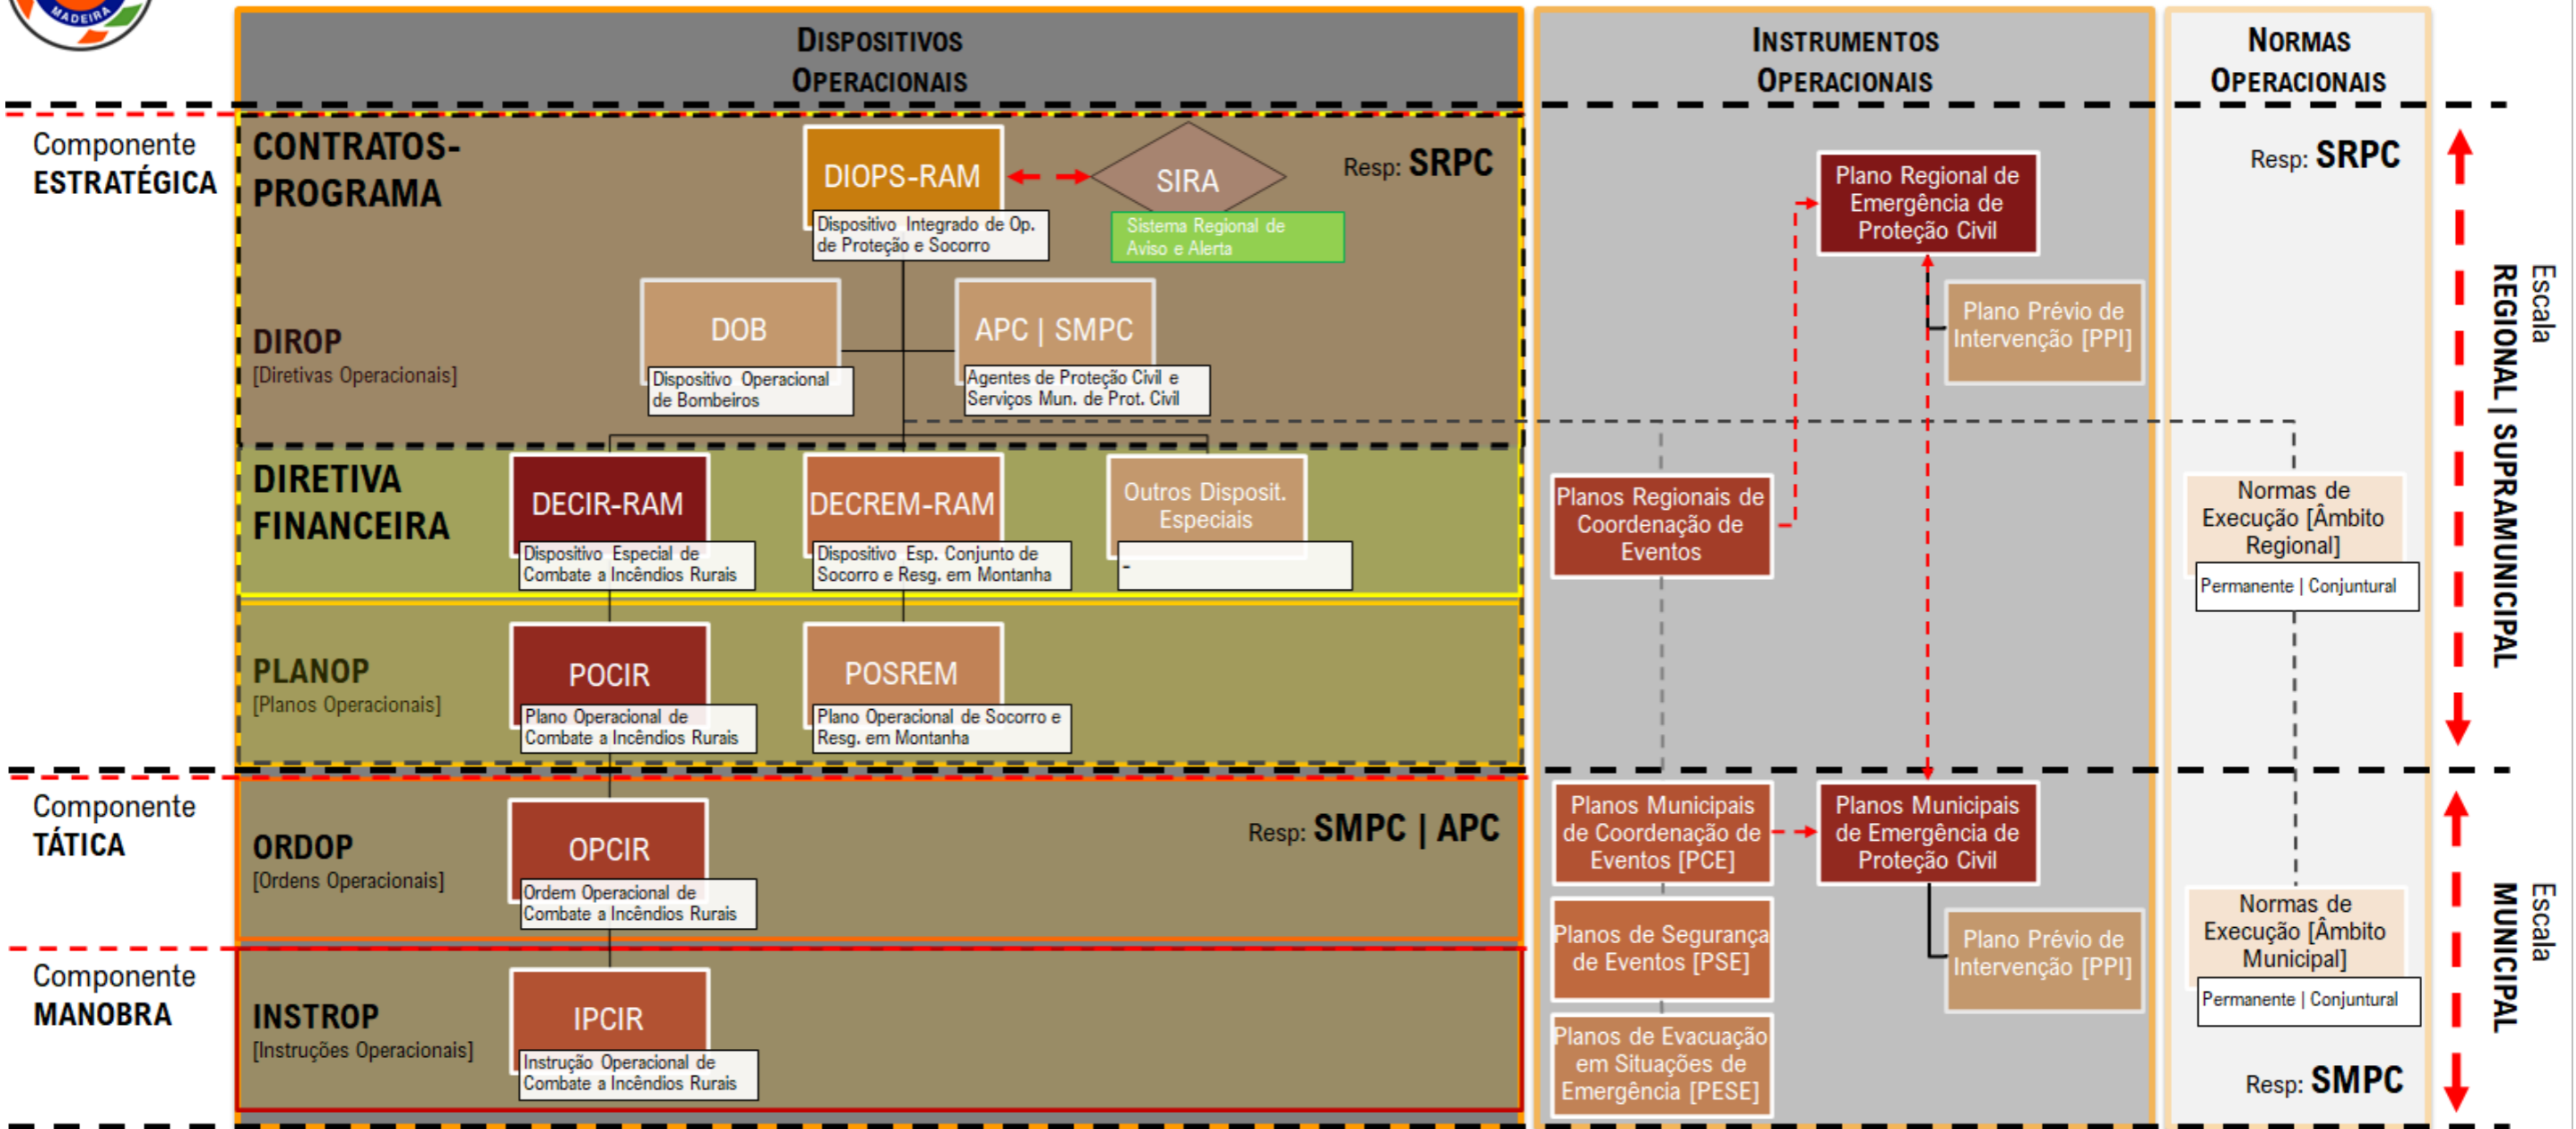 MADEIRA
DISPOSITIVOS
OPERACIONAIS
INSTRUMENTOS
OPERACIONAIS
NORMAS
OPERACIONAIS
Componente
ESTRATÉGICA
CONTRATOS-
PROGRAMA
DIOPS-RAM
Dispositivo Integrado de Op.
de Proteção e Socorro
SIRA
Sistema Regional de
Aviso e Alerta
Resp: SRPC
DIROP
[Diretivas Operacionais]
DOB
Dispositivo Operacional
de Bombeiros
APC | SMPC
Agentes de Proteção Civil e
Serviços Mun. de Prot. Civil
DIRETIVA
FINANCEIRA
DECIR-RAM
Dispositivo Especial de
Combate a Incêndios Rurais
DECREM-RAM
Dispositivo Esp. Conjunto de
Socorro e Resg. em Montanha
Outros Disposit.
Especiais
-
PLANOP
[Planos Operacionais]
POCIR
Plano Operacional de
Combate a Incêndios Rurais
POSREM
Plano Operacional de Socorro e
Resg. em Montanha
Componente
TÁTICA
ORDOP
[Ordens Operacionais]
OPCIR
Ordem Operacional de
Combate a Incêndios Rurais
Resp: SMPC | APC
Componente
MANOBRA
INSTROP
[Instruções Operacionais]
IPCIR
Instrução Operacional de
Combate a Incêndios Rurais
Plano Regional de
Emergência de
Proteção Civil
Plano Prévio de
Intervenção [PPI]
Planos Regionais de
Coordenação de
Eventos
Planos Municipais
de Coordenação de
Eventos [PCE]
Planos Municipais
de Emergência de
Proteção Civil
Planos de Segurança
de Eventos [PSE]
Plano Prévio de
Intervenção [PPI]
Planos de Evacuação
em Situações de
Emergência [PESE]
Resp: SRPC
Normas de
Execução [Âmbito
Regional]
Permanente | Conjuntural
Normas de
Execução [Âmbito
Municipal]
Permanente | Conjuntural
Resp: SMPC
Escala
REGIONAL | SUPRAMUNICIPAL
Escala
MUNICIPAL